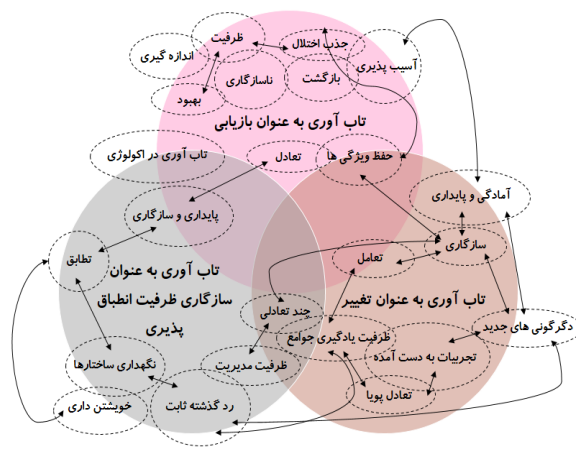 ظرفیت
جذب اختلال
اندازه گیری
آسیب پذیری
ناسازگاری
بازگشت
بهبود
تاب آوری به عنوان بازیابی
تاب آوری در اکولوژی
تعادل
حفظ ویژگی ها
آمادگی و پایداری
پایداری و سازگاری
سازگاری
تطابق
تعامل
تاب آوری به عنوان
سازگاری ظرفیت انطباق
پذیری
تاب آوری به عنوان تغییر
چند تعادلی
دگرگونی های جدید
ظرفیت یادگیری جوامع
تجربیات به دست آمده
نگهداری ساختارها
ظرفیت مدیریت
تعادل پویا
خویشتن داری
رد گذشته ثابت